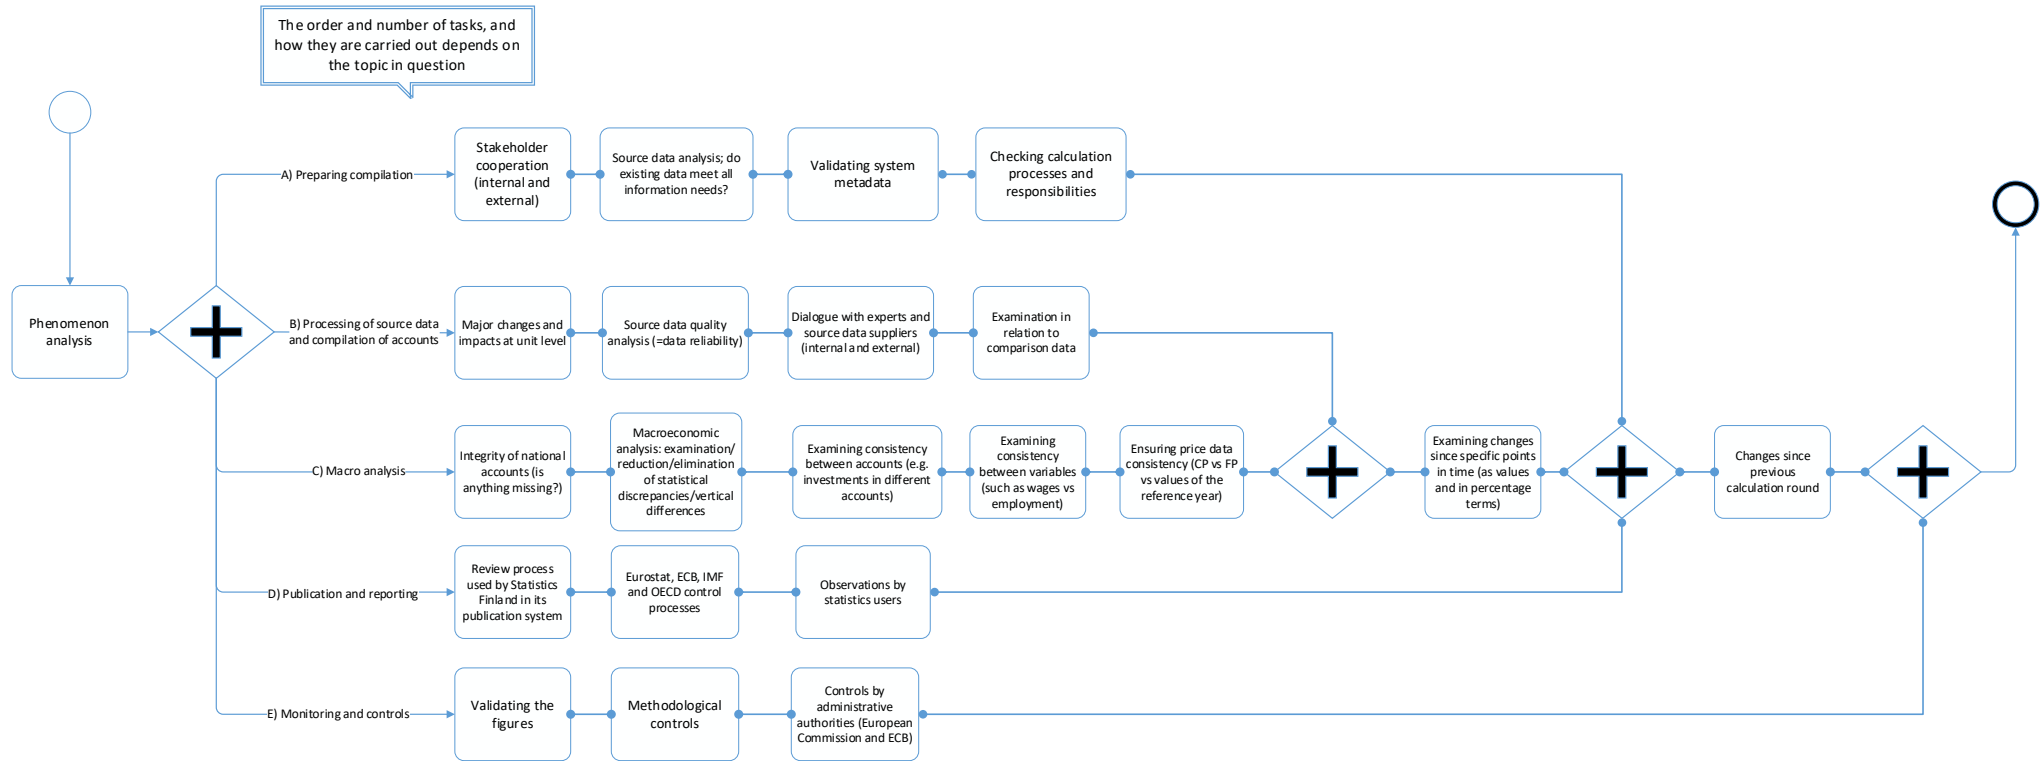 The order and number of tasks, and
how they are carried out depends on
the topic in question
Phenomenon
analysis
A) Preparing compilation
Stakeholder
cooperation
(internal and
external)
Source data analysis; do
existing data meet all
information needs?
Validating system
metadata
Checking calculation
processes and
responsibilities
B) Processing of source data
and compilation of accounts
Major changes and
impacts at unit level
Source data quality
analysis (=data reliability)
Dialogue with experts and
source data suppliers
(internal and external)
Examination in
relation to
comparison data
C) Macro analysis
Integrity of national
accounts (is
anything missing?)
Macroeconomic
analysis: examination/
reduction/elimination
of statistical
discrepancies/vertical
differences
Examining consistency
between accounts (e.g.
investments in different
accounts)
Examining
consistency
between variables
(such as wages vs
employment)
Ensuring price data
consistency (CP vs FP
vs values of the
reference year)
Examining changes
since specific points
in time (as values
and in percentage
terms)
Changes since
previous
calculation round
D) Publication and reporting
Review process
used by Statistics
Finland in its
publication system
Eurostat, ECB, IMF
and OECD control
processes
Observations by
statistics users
E) Monitoring and controls
Validating the
figures
Methodological
controls
Controls by
administrative
authorities (European
Commission and ECB)